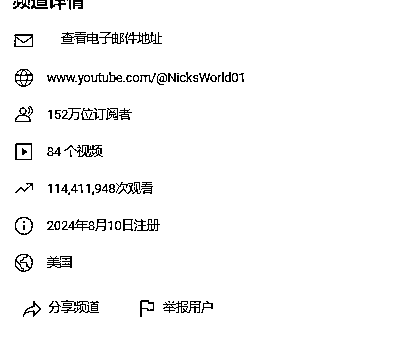 频道详情
查看电子邮件地址
www.youtube.com/@NicksWorld01
152万位订阅者
84 个视频
114,411,948次观看
2024年8月10日注册
美国
分享频道 举报用户